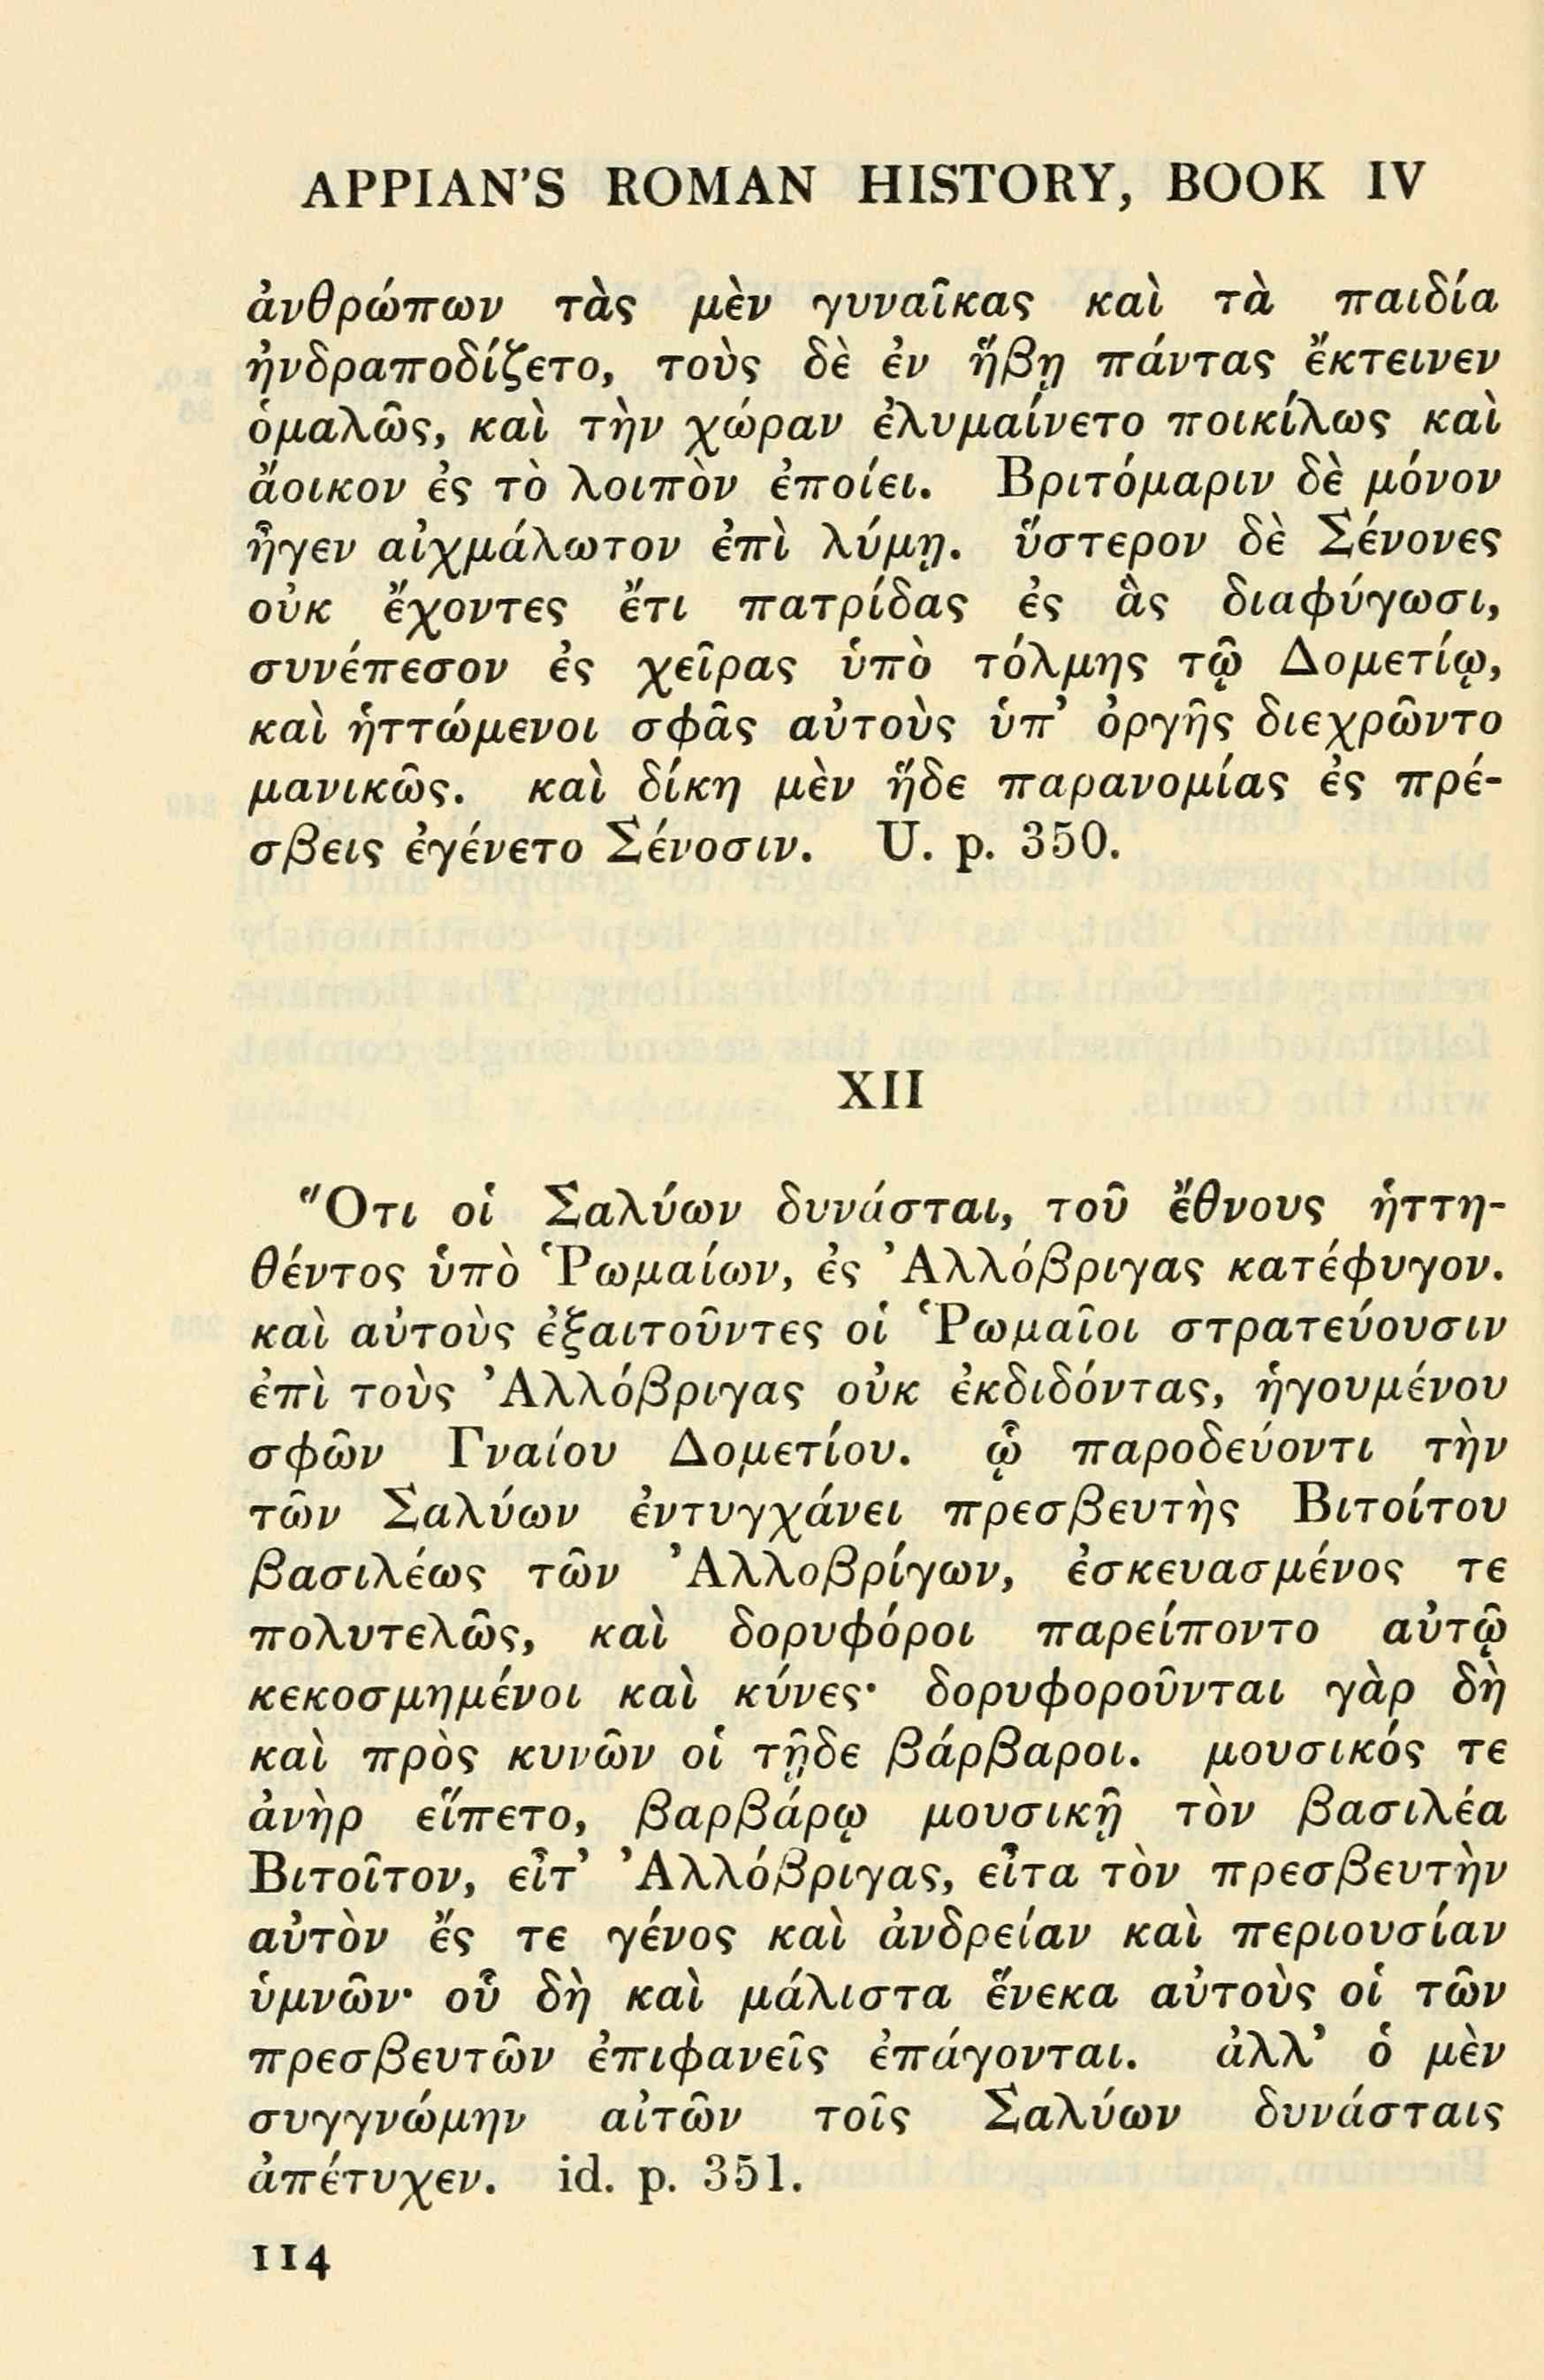 APPIAN'S ROMAN HISTORY, BOOK IV
ἀνθρώπων τὰς μὲν γυναῖκας καὶ τὰ παιδία
ἠνδραποδίζετο, τοὺς δὲ ἐν ἥβῃ πάντας ἔκτεινεν
ὁμαλῶς, καὶ τὴν χώραν ἐλυμαίνετο ποικίλως καὶ
ἄοικον ἐς τὸ λοιπὸν ἐποίει. Βριτόμαριν δὲ μόνον
ἦγεν αἰχμάλωτον ἐπὶ λύμῃ. ὕστερον δὲ Σένονες
οὐκ ἔχοντες ἔτι πατρίδας ἐς ἃς διαφύγωσι,
συνέπεσον ἐς χεῖρας ὑπὸ τόλμης τῷ Δομετίῳ,
καὶ ἡττώμενοι σφᾶς αὐτοὺς ὑπ' ὀργῆς διεχρῶντο
μανικῶς. καὶ δίκη μὲν ἥδε παρανομίας ἐς πρέ-
σβεις ἐγένετο Σένοσιν. U. p. 350.
XII
Ὅτι οἱ Σαλύων δυνάσται, τοῦ ἔθνους ἡττη-
θέντος ὑπὸ Ῥωμαίων, ἐς Ἀλλόβριγας κατέφυγον.
καὶ αὐτοὺς ἐξαιτοῦντες οἱ Ῥωμαῖοι στρατεύουσιν
ἐπὶ τοὺς Ἀλλόβριγας οὐκ ἐκδιδόντας, ἡγουμένου
σφῶν Γναίου Δομετίου. ᾧ παροδεύοντι τὴν
τῶν Σαλύων ἐντυγχάνει πρεσβευτὴς Βιτοίτου
βασιλέως τῶν Ἀλλοβρίγων, ἐσκευασμένος τε
πολυτελῶς, καὶ δορυφόροι παρείποντο αὐτῷ
κεκοσμημένοι καὶ κύνες· δορυφοροῦνται γὰρ δὴ
καὶ πρὸς κυνῶν οἱ τῇδε βάρβαροι. μουσικός τε
ἀνὴρ εἵπετο, βαρβάρῳ μουσικῇ τὸν βασιλέα
Βιτοῖτον, εἶτ' Ἀλλόβριγας, εἶτα τὸν πρεσβευτὴν
αὐτὸν ἔς τε γένος καὶ ἀνδρείαν καὶ περιουσίαν
ὑμνῶν· οὗ δὴ καὶ μάλιστα ἕνεκα αὐτοὺς οἱ τῶν
πρεσβευτῶν ἐπιφανεῖς ἐπάγονται. ἀλλ' ὁ μὲν
συγγνώμην αἰτῶν τοῖς Σαλύων δυνάσταις
ἀπέτυχεν. id. p. 351.
114